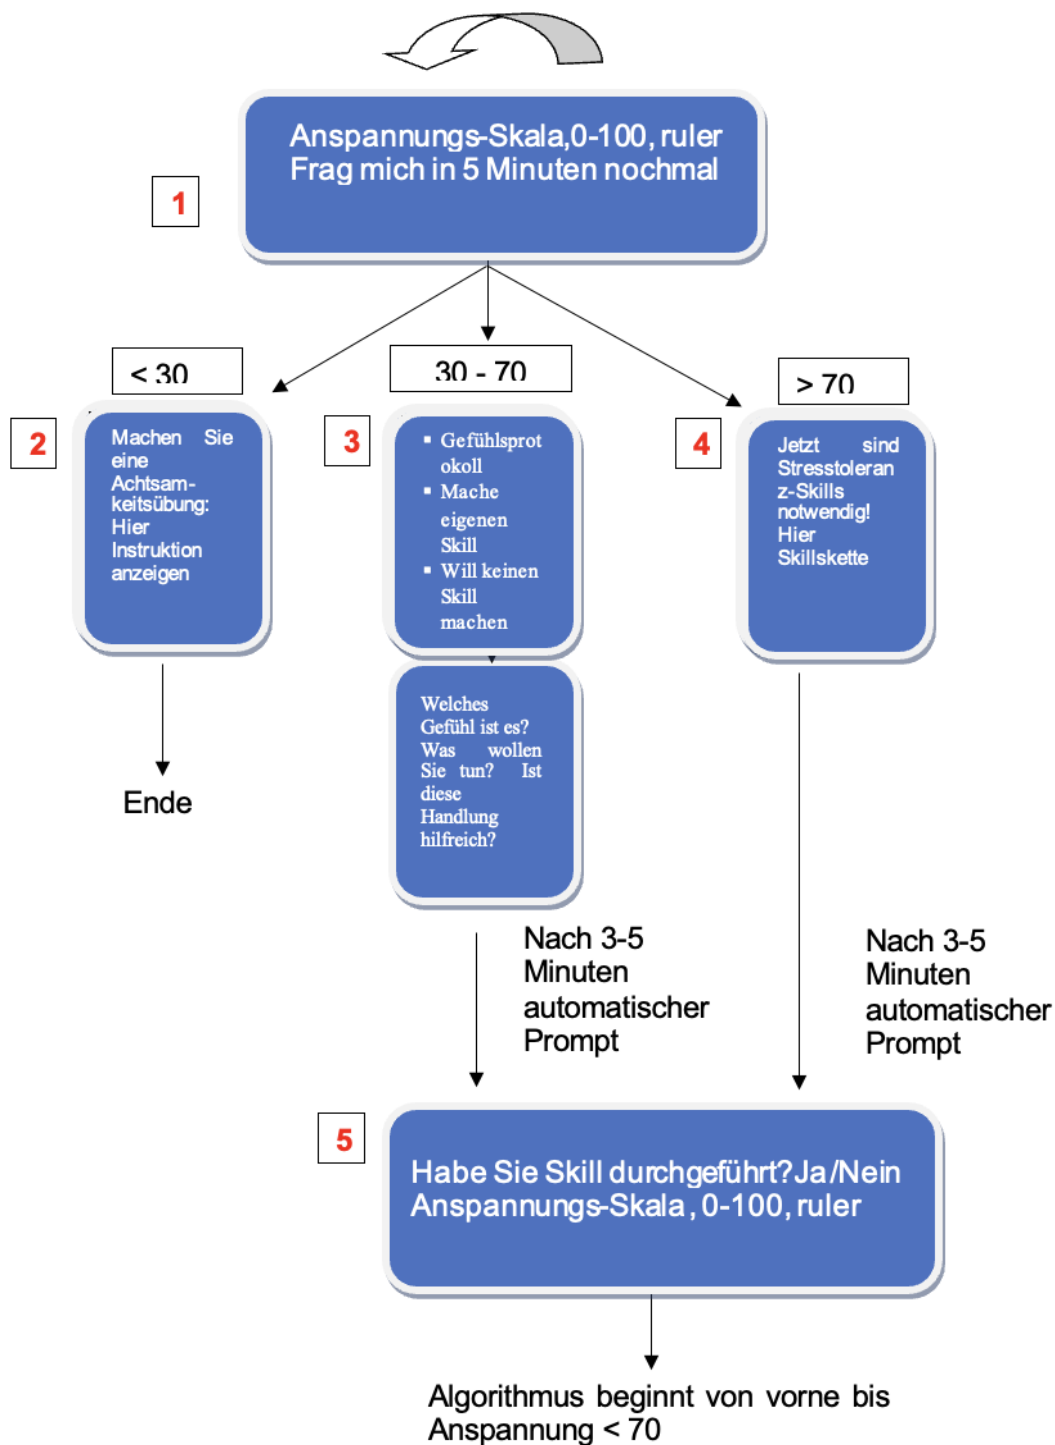 Anspannungs-Skala,0-100, ruler
Frag mich in 5 Minuten nochmal
1
< 30
30 - 70
> 70
2
Machen Sie
eine
Achtsam-
keitsübung:
Hier
Instruktion
anzeigen
3
▪ Gefühlsprot
okoll
▪ Mache
eigenen
Skill
▪ Will keinen
Skill
machen
4
Jetzt sind
Stresstoleran
z-Skills
notwendig!
Hier
Skillskette
Welches
Gefühl ist es?
Was wollen
Sie tun? Ist
diese
Handlung
hilfreich?
Ende
Nach 3-5
Minuten
automatischer
Prompt
Nach 3-5
Minuten
automatischer
Prompt
5
Habe Sie Skill durchgeführt?Ja/Nein
Anspannungs-Skala, 0-100, ruler
Algorithmus beginnt von vorne bis
Anspannung < 70